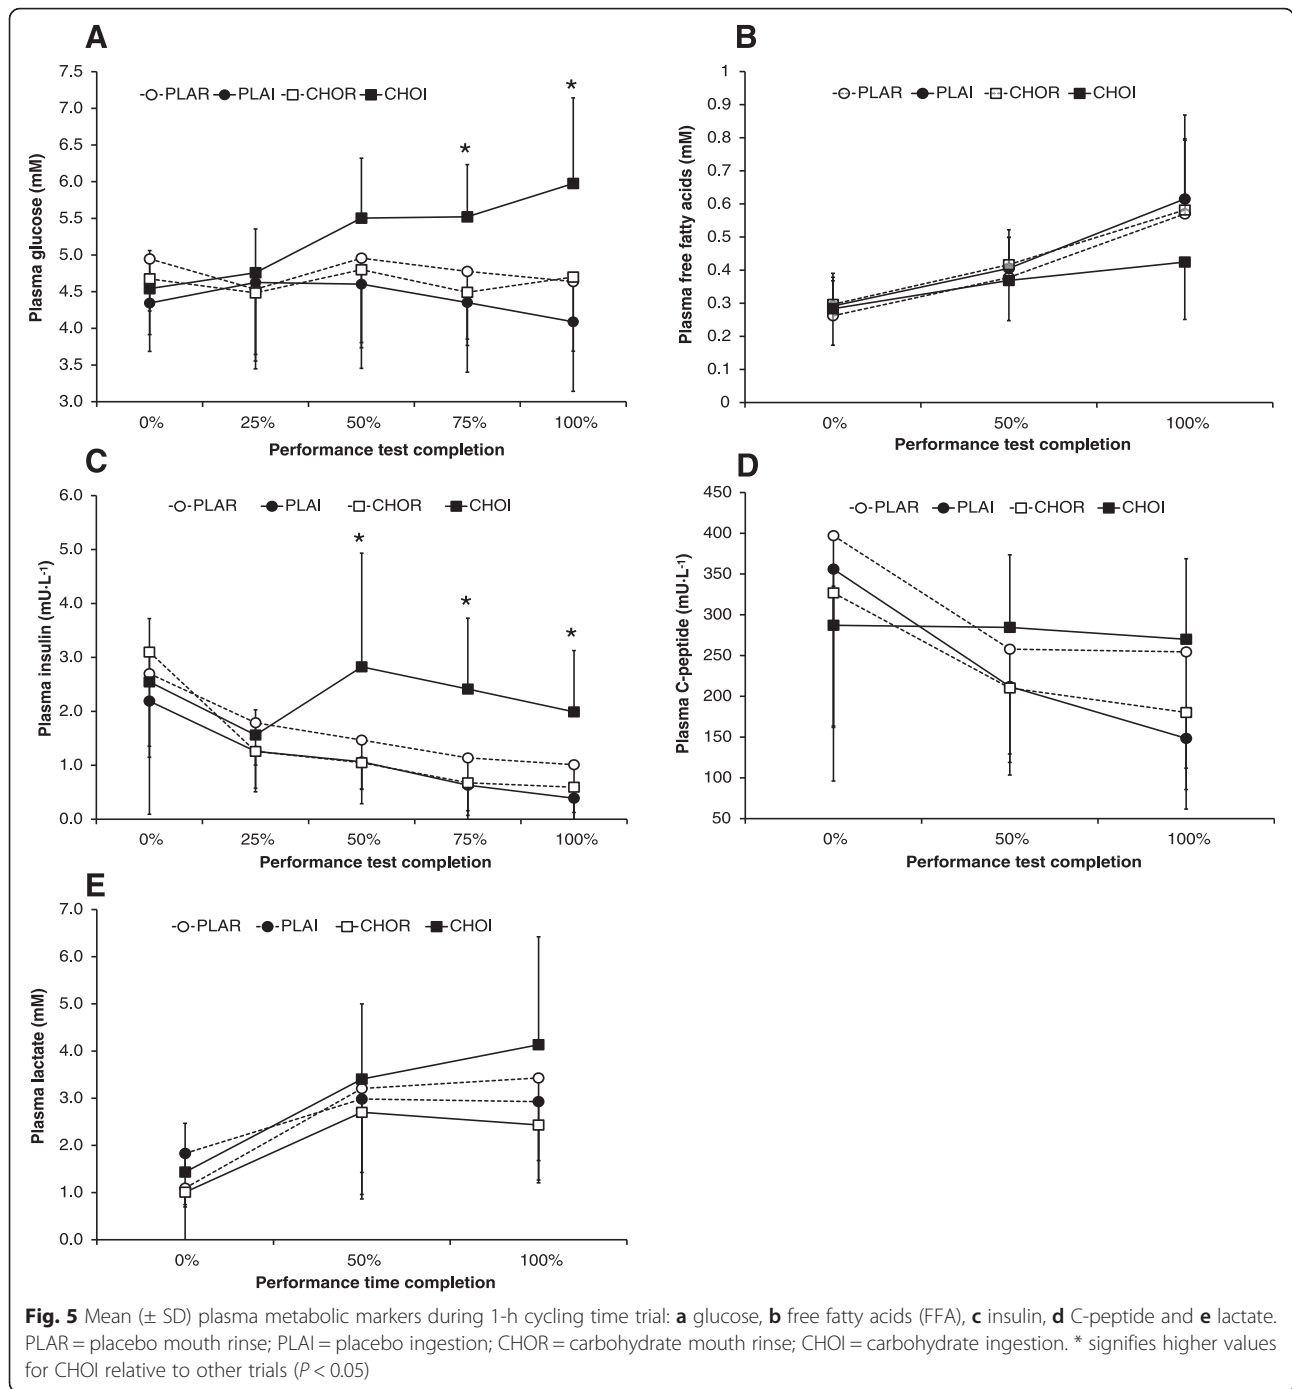 A
Plasma glucose (mM)
7.5
7.0
6.5
6.0
5.5
5.0
4.5
4.0
3.5
3.0
PLAR PLAI CHOR CHOI
*
*
0% 25% 50% 75% 100%
Performance test completion
B
Plasma free fatty acids (mM)
1
0.9
0.8
0.7
0.6
0.5
0.4
0.3
0.2
0.1
0
PLAR PLAI CHOR CHOI
0% 50% 100%
Performance test completion
C
Plasma insulin (mU·L-1)
6.0
5.0
4.0
3.0
2.0
1.0
0.0
PLAR PLAI CHOR CHOI
*
*
*
0% 25% 50% 75% 100%
Performance test completion
D
Plasma C-peptide (mU·L-1)
450
400
350
300
250
200
150
100
50
PLAR PLAI CHOR CHOI
0% 50% 100%
Performance test completion
E
Plasma lactate (mM)
7.0
6.0
5.0
4.0
3.0
2.0
1.0
0.0
PLAR PLAI CHOR CHOI
0% 50% 100%
Performance time completion
Fig. 5 Mean (± SD) plasma metabolic markers during 1-h cycling time trial: a glucose, b free fatty acids (FFA), c insulin, d C-peptide and e lactate.
PLAR = placebo mouth rinse; PLAI = placebo ingestion; CHOR = carbohydrate mouth rinse; CHOI = carbohydrate ingestion. * signifies higher values
for CHOI relative to other trials (P < 0.05)